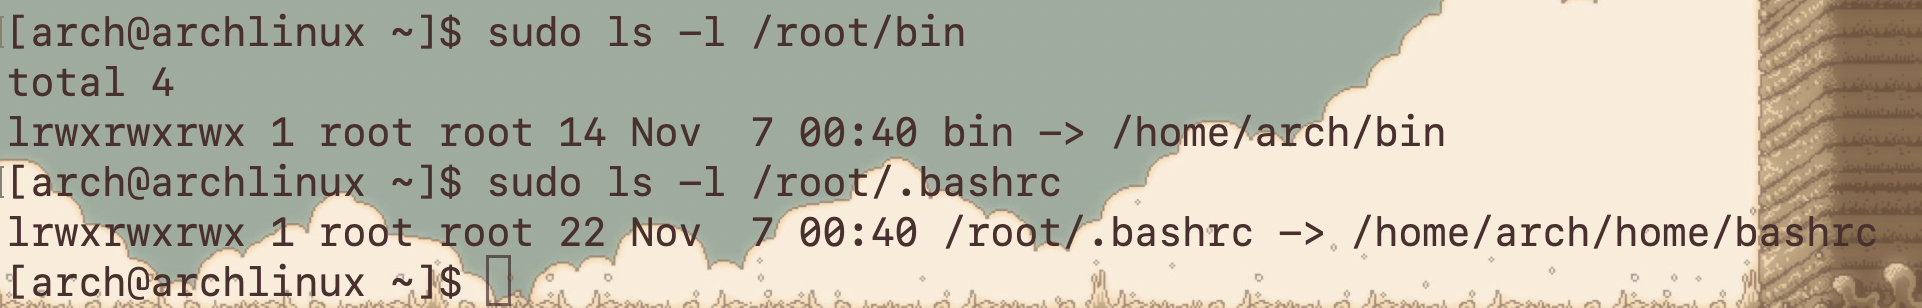 [arch@archlinux ~]$ sudo ls -l /root/bin
total 4
lrwxrwxrwx 1 root root 14 Nov  7 00:40 bin -> /home/arch/bin
[arch@archlinux ~]$ sudo ls -l /root/.bashrc
lrwxrwxrwx 1 root root 22 Nov  7 00:40 /root/.bashrc -> /home/arch/home/bashrc
[arch@archlinux ~]$